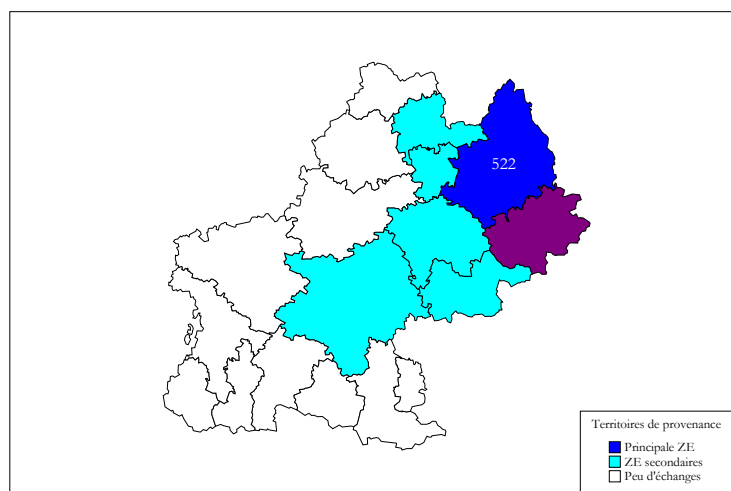 522
Territoires de provenance
Principale ZE
ZE secondaires
Peu d'échanges